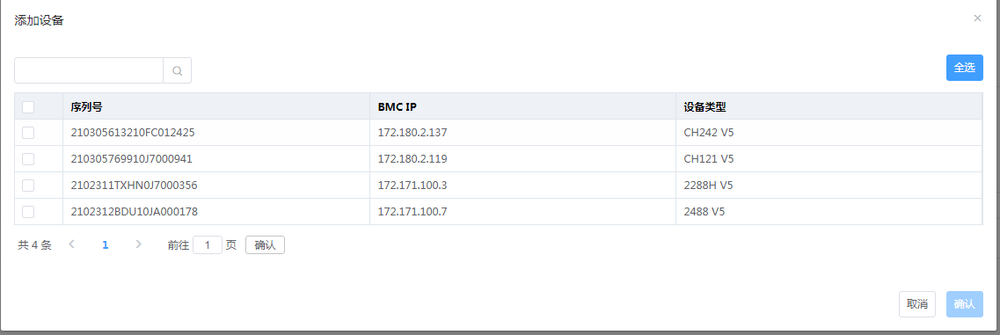 添加设备
全选
序列号 BMC IP 设备类型
210305613210FC012425 172.180.2.137 CH242 V5
210305769910J7000941 172.180.2.119 CH121 V5
2102311TXHN0J7000356 172.171.100.3 2288H V5
2102312BDU10JA000178 172.171.100.7 2488 V5
共 4 条 1 前往 1 页 确认
取消 确认